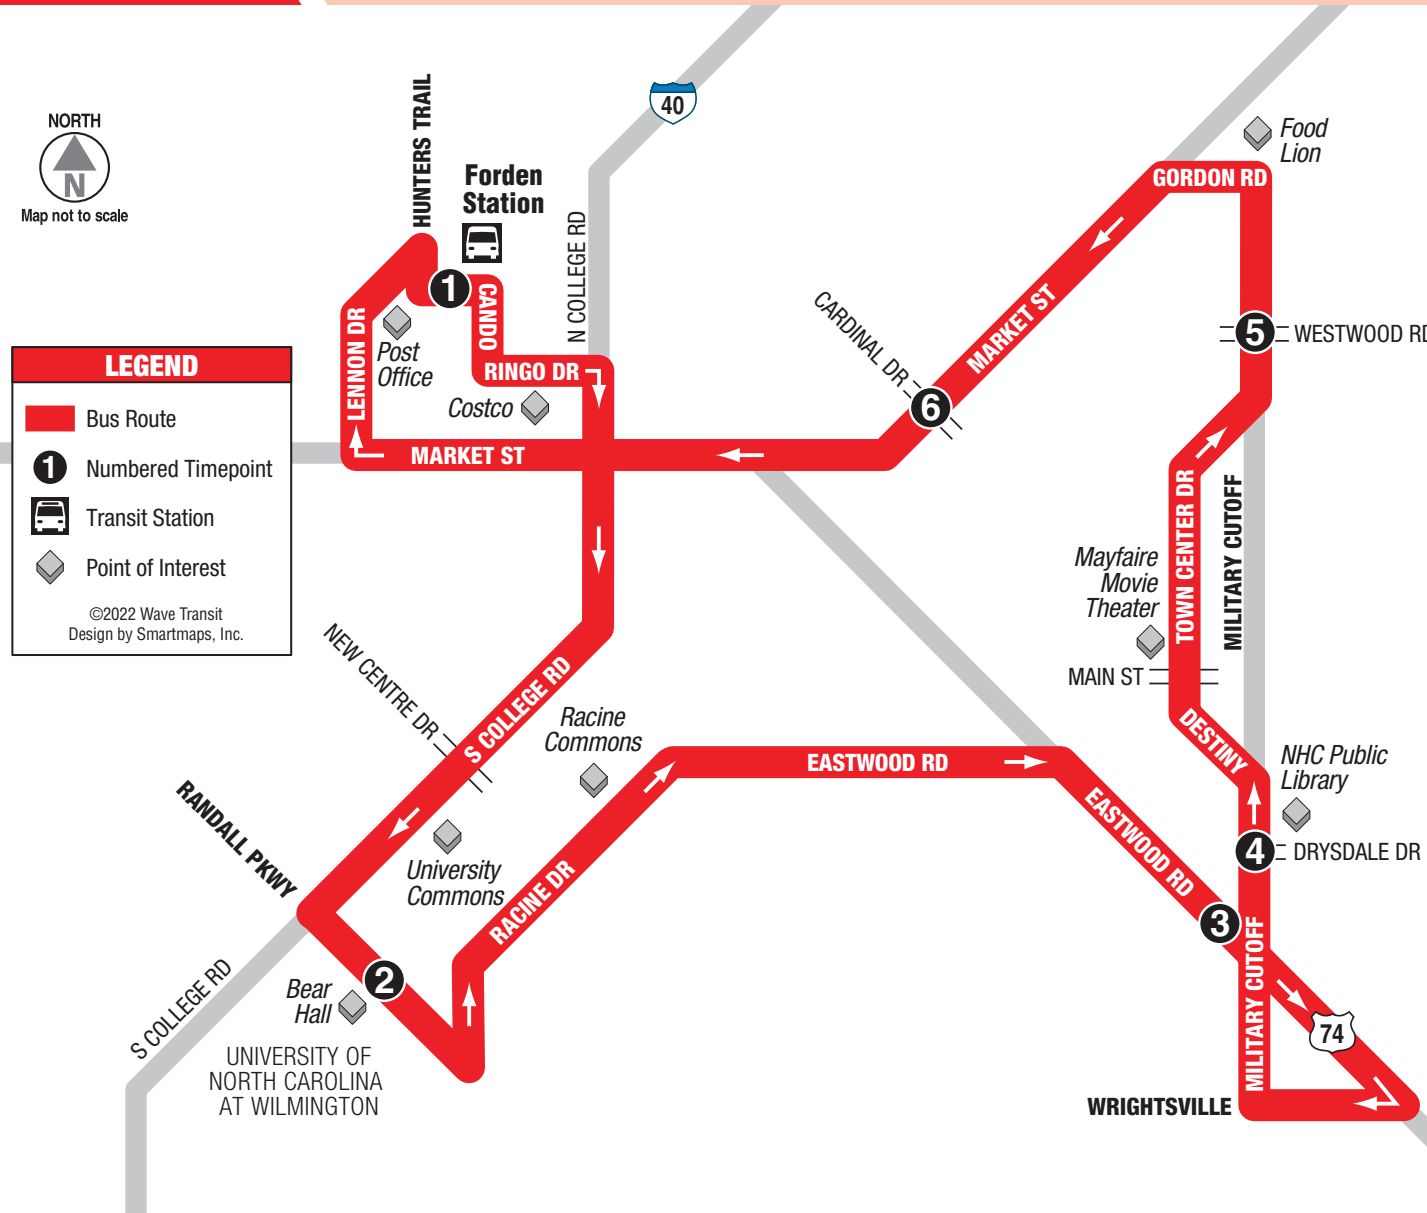 40
NORTH
N
Map not to scale
HUNTERS TRAIL
Forden
Station
N COLLEGE RD
Food
Lion
GORDON RD
1
CANDO
LENNON DR
Post
Office
RINGO DR
Costco
MARKET ST
CARDINAL DR
6
MARKET ST
5
WESTWOOD RD
LEGEND
Bus Route
1
Numbered Timepoint
Transit Station
Point of Interest
©2022 Wave Transit
Design by Smartmaps, Inc.
TOWN CENTER DR
MILITARY CUTOFF
Mayfaire
Movie
Theater
MAIN ST
DESTINY
NEW CENTRE DR
S COLLEGE RD
Racine
Commons
EASTWOOD RD
NHC Public
Library
RANDALL PKWY
University
Commons
RACINE DR
EASTWOOD RD
4
DRYSDALE DR
3
S COLLEGE RD
2
Bear
Hall
MILITARY CUTOFF
74
UNIVERSITY OF
NORTH CAROLINA
AT WILMINGTON
WRIGHTSVILLE